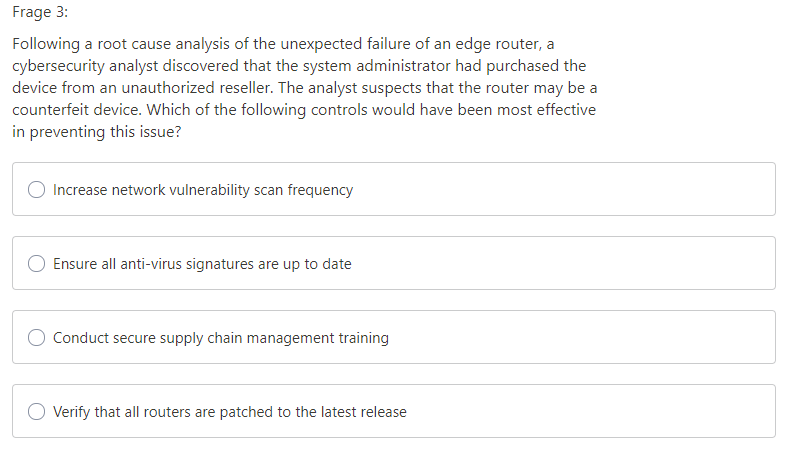 Frage 3:
Following a root cause analysis of the unexpected failure of an edge router, a
cybersecurity analyst discovered that the system administrator had purchased the
device from an unauthorized reseller. The analyst suspects that the router may be a
counterfeit device. Which of the following controls would have been most effective
in preventing this issue?
Increase network vulnerability scan frequency
Ensure all anti-virus signatures are up to date
Conduct secure supply chain management training
Verify that all routers are patched to the latest release